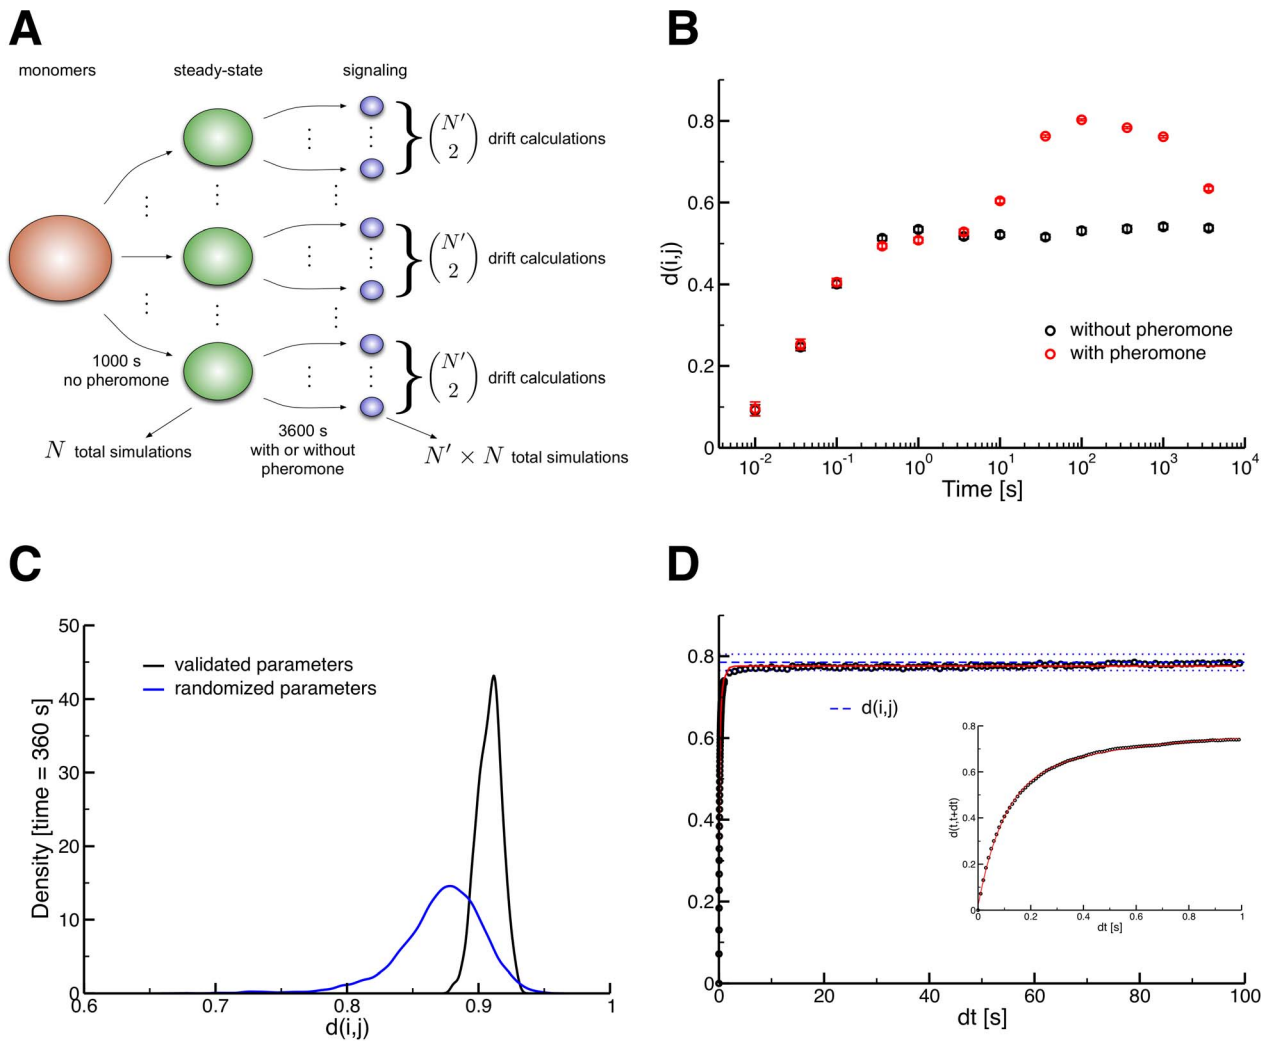 A
monomers
steady-state
signaling
(N′ 2) drift calculations
(N′ 2) drift calculations
(N′ 2) drift calculations
1000 s
no pheromone
3600 s
with or without
pheromone
N total simulations
N′ × N total simulations
B
d(i,j)
0.8
0.6
0.4
0.2
0
without pheromone
with pheromone
10^-2 10^-1 10^0 10^1 10^2 10^3 10^4
Time [s]
C
Density [time = 360 s]
50
40
30
20
10
0
validated parameters
randomized parameters
0.6 0.7 0.8 0.9 1
d(i,j)
D
0.8
0.6
0.4
0.2
0
d(i,j)
0 20 40 60 80 100
dt [s]
d(t,t+dt)
0.8
0.6
0.4
0.2
0
0 0.2 0.4 0.6 0.8 1
dt [s]